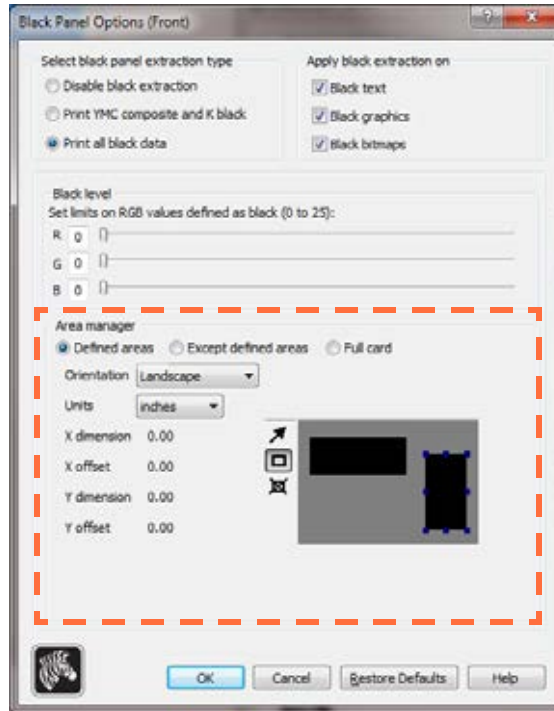 Black Panel Options (Front)
Select black panel extraction type
Disable black extraction
Print YMC composite and K black
Print all black data
Apply black extraction on
Black text
Black graphics
Black bitmaps
Black level
Set limits on RGB values defined as black (0 to 25):
R 0
G 0
B 0
Area manager
Defined areas Except defined areas Full card
Orientation Landscape
Units inches
X dimension 0.00
X offset 0.00
Y dimension 0.00
Y offset 0.00
OK Cancel Restore Defaults Help